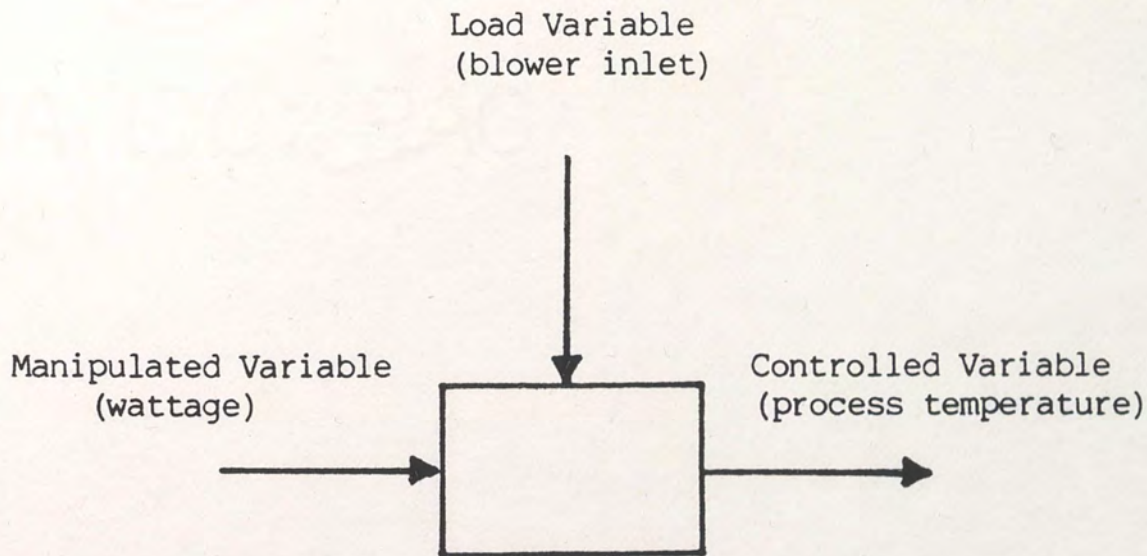 Load Variable
(blower inlet)
Manipulated Variable
(wattage)
Controlled Variable
(process temperature)